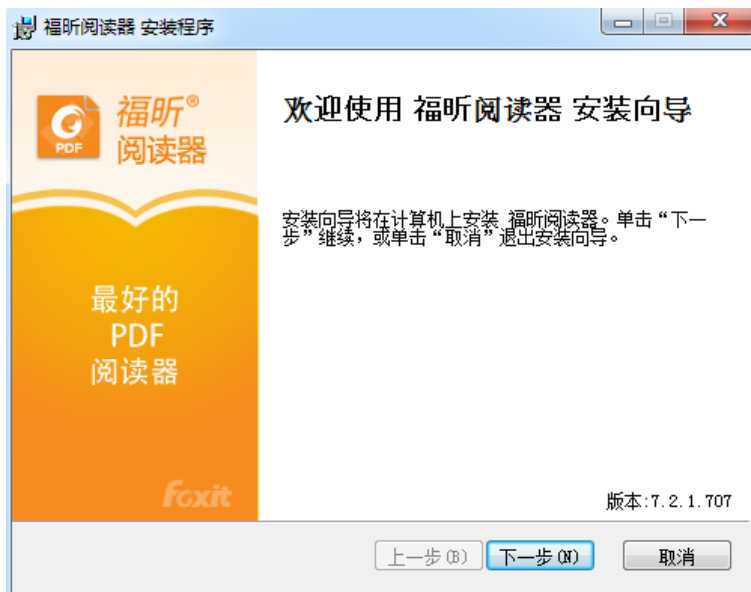 福昕阅读器 安装程序
福昕®
阅读器
PDF
最好的
PDF
阅读器
Foxit
欢迎使用 福昕阅读器 安装向导
安装向导将在计算机上安装 福昕阅读器。单击“下一
步”继续，或单击“取消”退出安装向导。
版本:7.2.1.707
上一步(B)
下一步(N)
取消